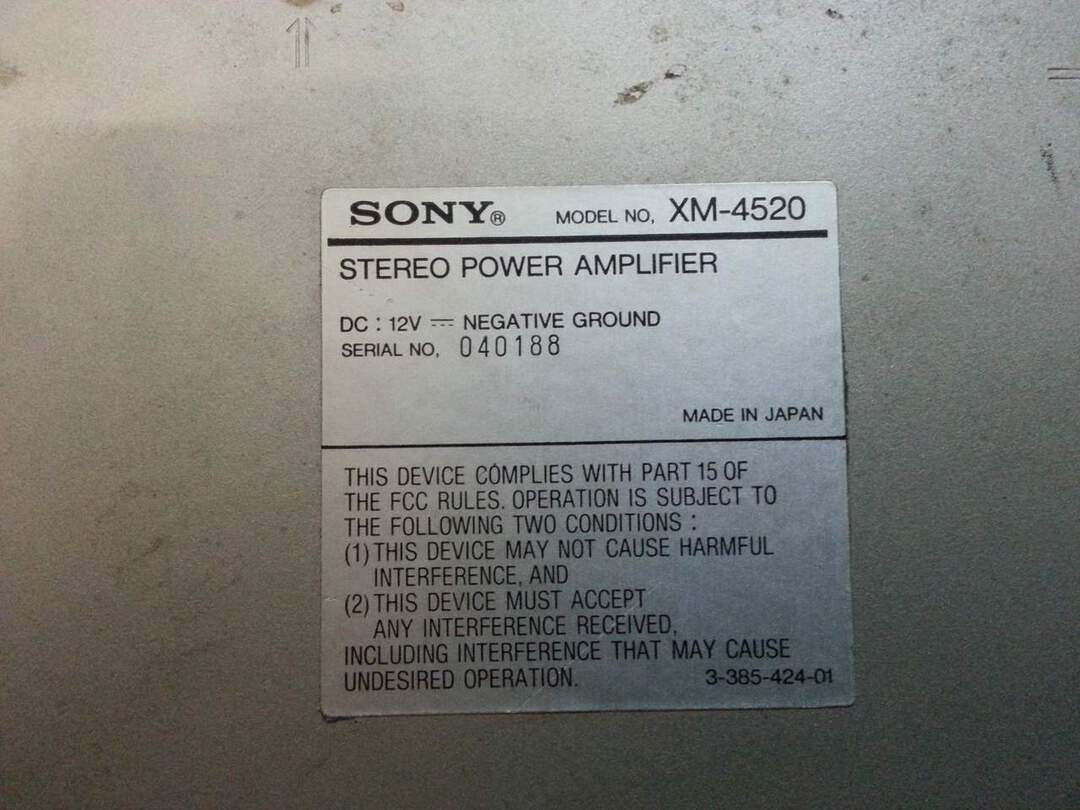 SONY® MODEL NO, XM-4520
STEREO POWER AMPLIFIER
DC : 12V ⎓ NEGATIVE GROUND
SERIAL NO, 040188
MADE IN JAPAN
THIS DEVICE COMPLIES WITH PART 15 OF
THE FCC RULES. OPERATION IS SUBJECT TO
THE FOLLOWING TWO CONDITIONS :
(1) THIS DEVICE MAY NOT CAUSE HARMFUL
INTERFERENCE, AND
(2) THIS DEVICE MUST ACCEPT
ANY INTERFERENCE RECEIVED,
INCLUDING INTERFERENCE THAT MAY CAUSE
UNDESIRED OPERATION. 3-385-424-01